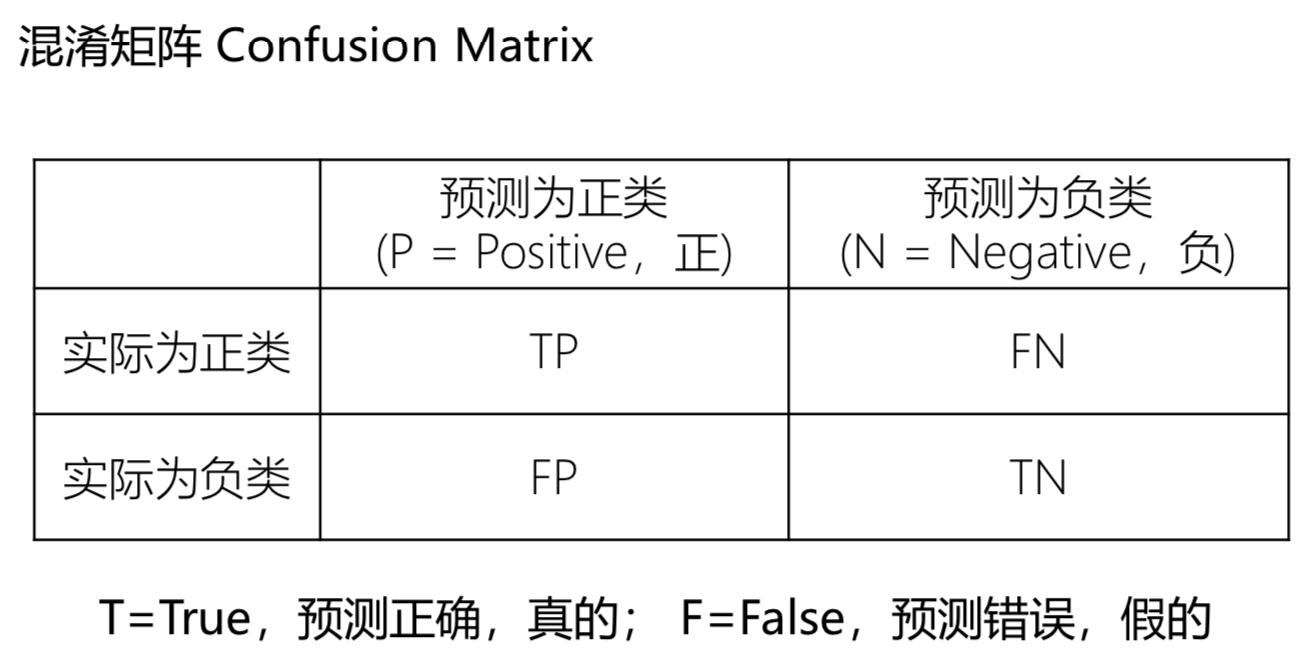 混淆矩阵 Confusion Matrix
预测为正类
(P = Positive，正)
预测为负类
(N = Negative，负)
实际为正类
TP
FN
实际为负类
FP
TN
T=True，预测正确，真的； F=False，预测错误，假的